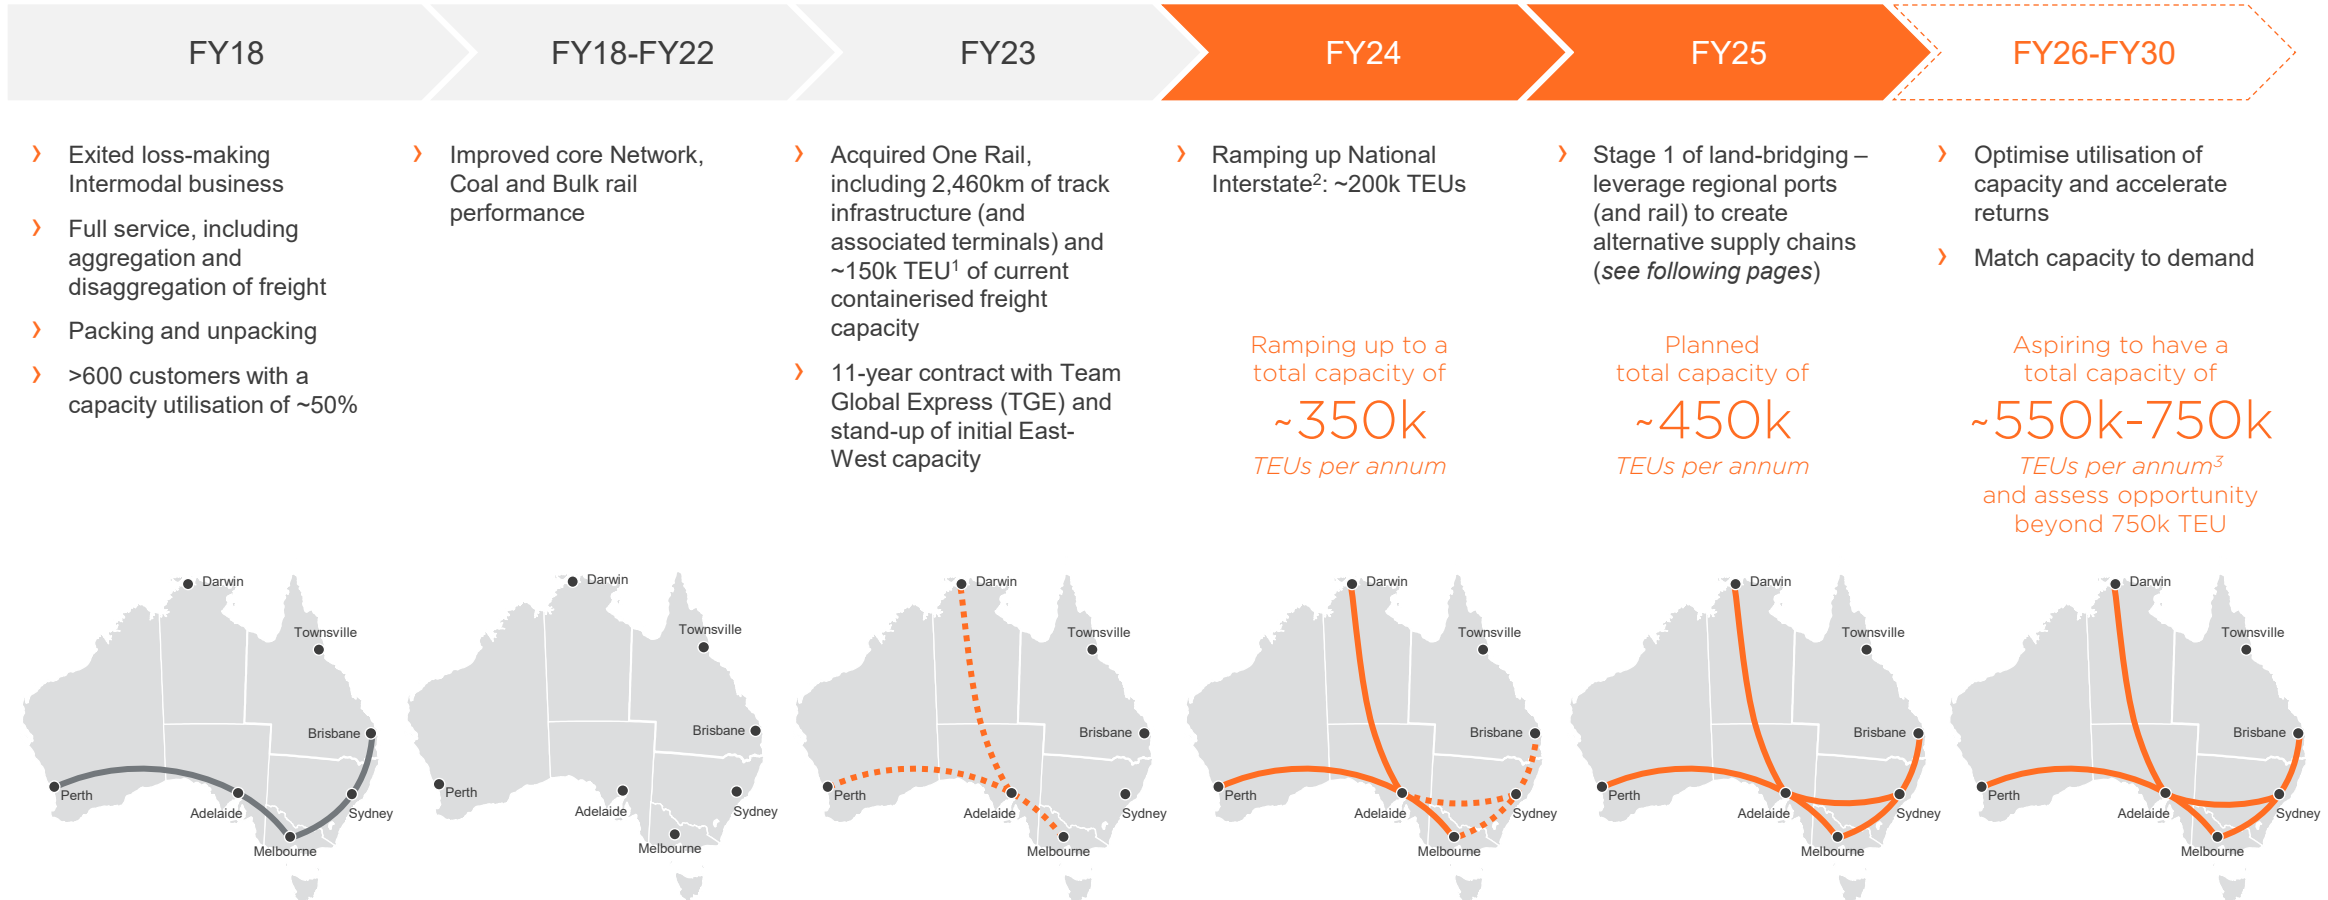 FY18
FY18-FY22
FY23
FY24
FY25
FY26-FY30
› Exited loss-making
Intermodal business
› Full service, including
aggregation and
disaggregation of freight
› Packing and unpacking
› >600 customers with a
capacity utilisation of ~50%
› Improved core Network,
Coal and Bulk rail
performance
› Acquired One Rail,
including 2,460km of track
infrastructure (and
associated terminals) and
~150k TEU¹ of current
containerised freight
capacity
› 11-year contract with Team
Global Express (TGE) and
stand-up of initial East-
West capacity
› Ramping up National
Interstate²: ~200k TEUs
Ramping up to a
total capacity of
~350k
TEUs per annum
› Stage 1 of land-bridging –
leverage regional ports
(and rail) to create
alternative supply chains
(see following pages)
Planned
total capacity of
~450k
TEUs per annum
› Optimise utilisation of
capacity and accelerate
returns
› Match capacity to demand
Aspiring to have a
total capacity of
~550k-750k
TEUs per annum³
and assess opportunity
beyond 750k TEU
Darwin
Townsville
Brisbane
Perth
Adelaide
Sydney
Melbourne
Darwin
Townsville
Brisbane
Perth
Adelaide
Sydney
Melbourne
Darwin
Townsville
Brisbane
Perth
Adelaide
Sydney
Melbourne
Darwin
Townsville
Brisbane
Perth
Adelaide
Sydney
Melbourne
Darwin
Townsville
Brisbane
Perth
Adelaide
Sydney
Melbourne
Darwin
Townsville
Brisbane
Perth
Adelaide
Sydney
Melbourne